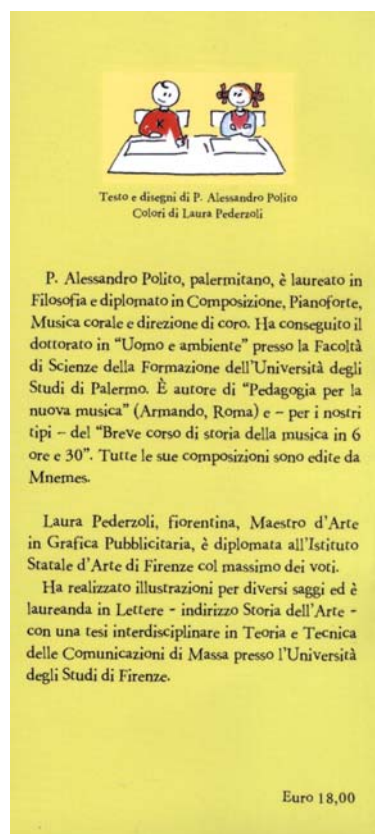 K
Testo e disegni di P. Alessandro Polito
Colori di Laura Pederzoli
P. Alessandro Polito, palermitano, è laureato in
Filosofia e diplomato in Composizione, Pianoforte,
Musica corale e direzione di coro. Ha conseguito il
dottorato in “Uomo e ambiente” presso la Facoltà
di Scienze della Formazione dell’Università degli
Studi di Palermo. È autore di “Pedagogia per la
nuova musica” (Armando, Roma) e – per i nostri
tipi – del “Breve corso di storia della musica in 6
ore e 30”. Tutte le sue composizioni sono edite da
Mnemes.
Laura Pederzoli, fiorentina, Maestro d’Arte
in Grafica Pubblicitaria, è diplomata all’Istituto
Statale d’Arte di Firenze col massimo dei voti.
Ha realizzato illustrazioni per diversi saggi ed è
laureanda in Lettere - indirizzo Storia dell’Arte -
con una tesi interdisciplinare in Teoria e Tecnica
delle Comunicazioni di Massa presso l’Università
degli Studi di Firenze.
Euro 18,00